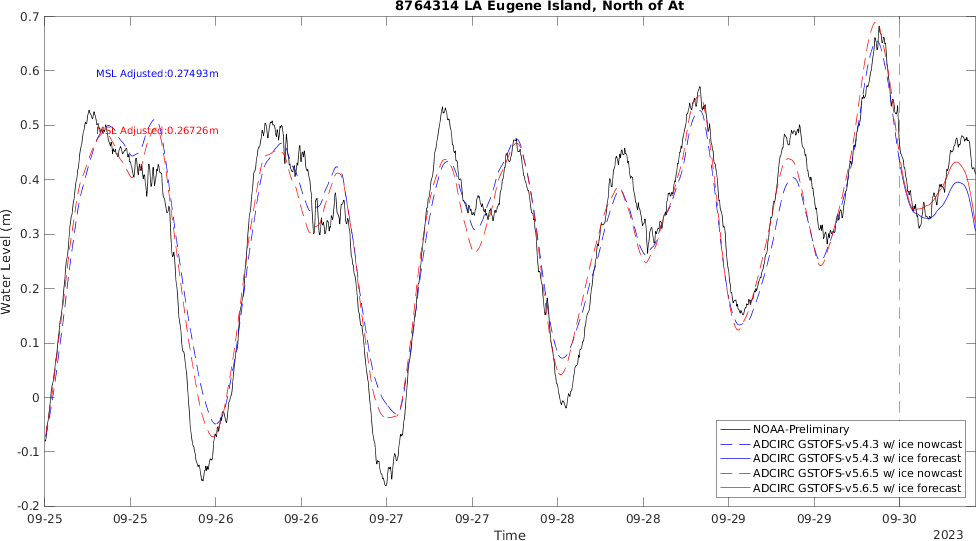 8764314 LA Eugene Island, North of At
0.7
0.6
0.5
0.4
0.3
0.2
0.1
0
-0.1
-0.2
Water Level (m)
MSL Adjusted:0.27493m
MSL Adjusted:0.26726m
NOAA-Preliminary
ADCIRC GSTOFS-v5.4.3 w/ ice nowcast
ADCIRC GSTOFS-v5.4.3 w/ ice forecast
ADCIRC GSTOFS-v5.6.5 w/ ice nowcast
ADCIRC GSTOFS-v5.6.5 w/ ice forecast
09-25 09-25 09-26 09-26 09-27 09-27 09-28 09-28 09-29 09-29 09-30
Time
2023